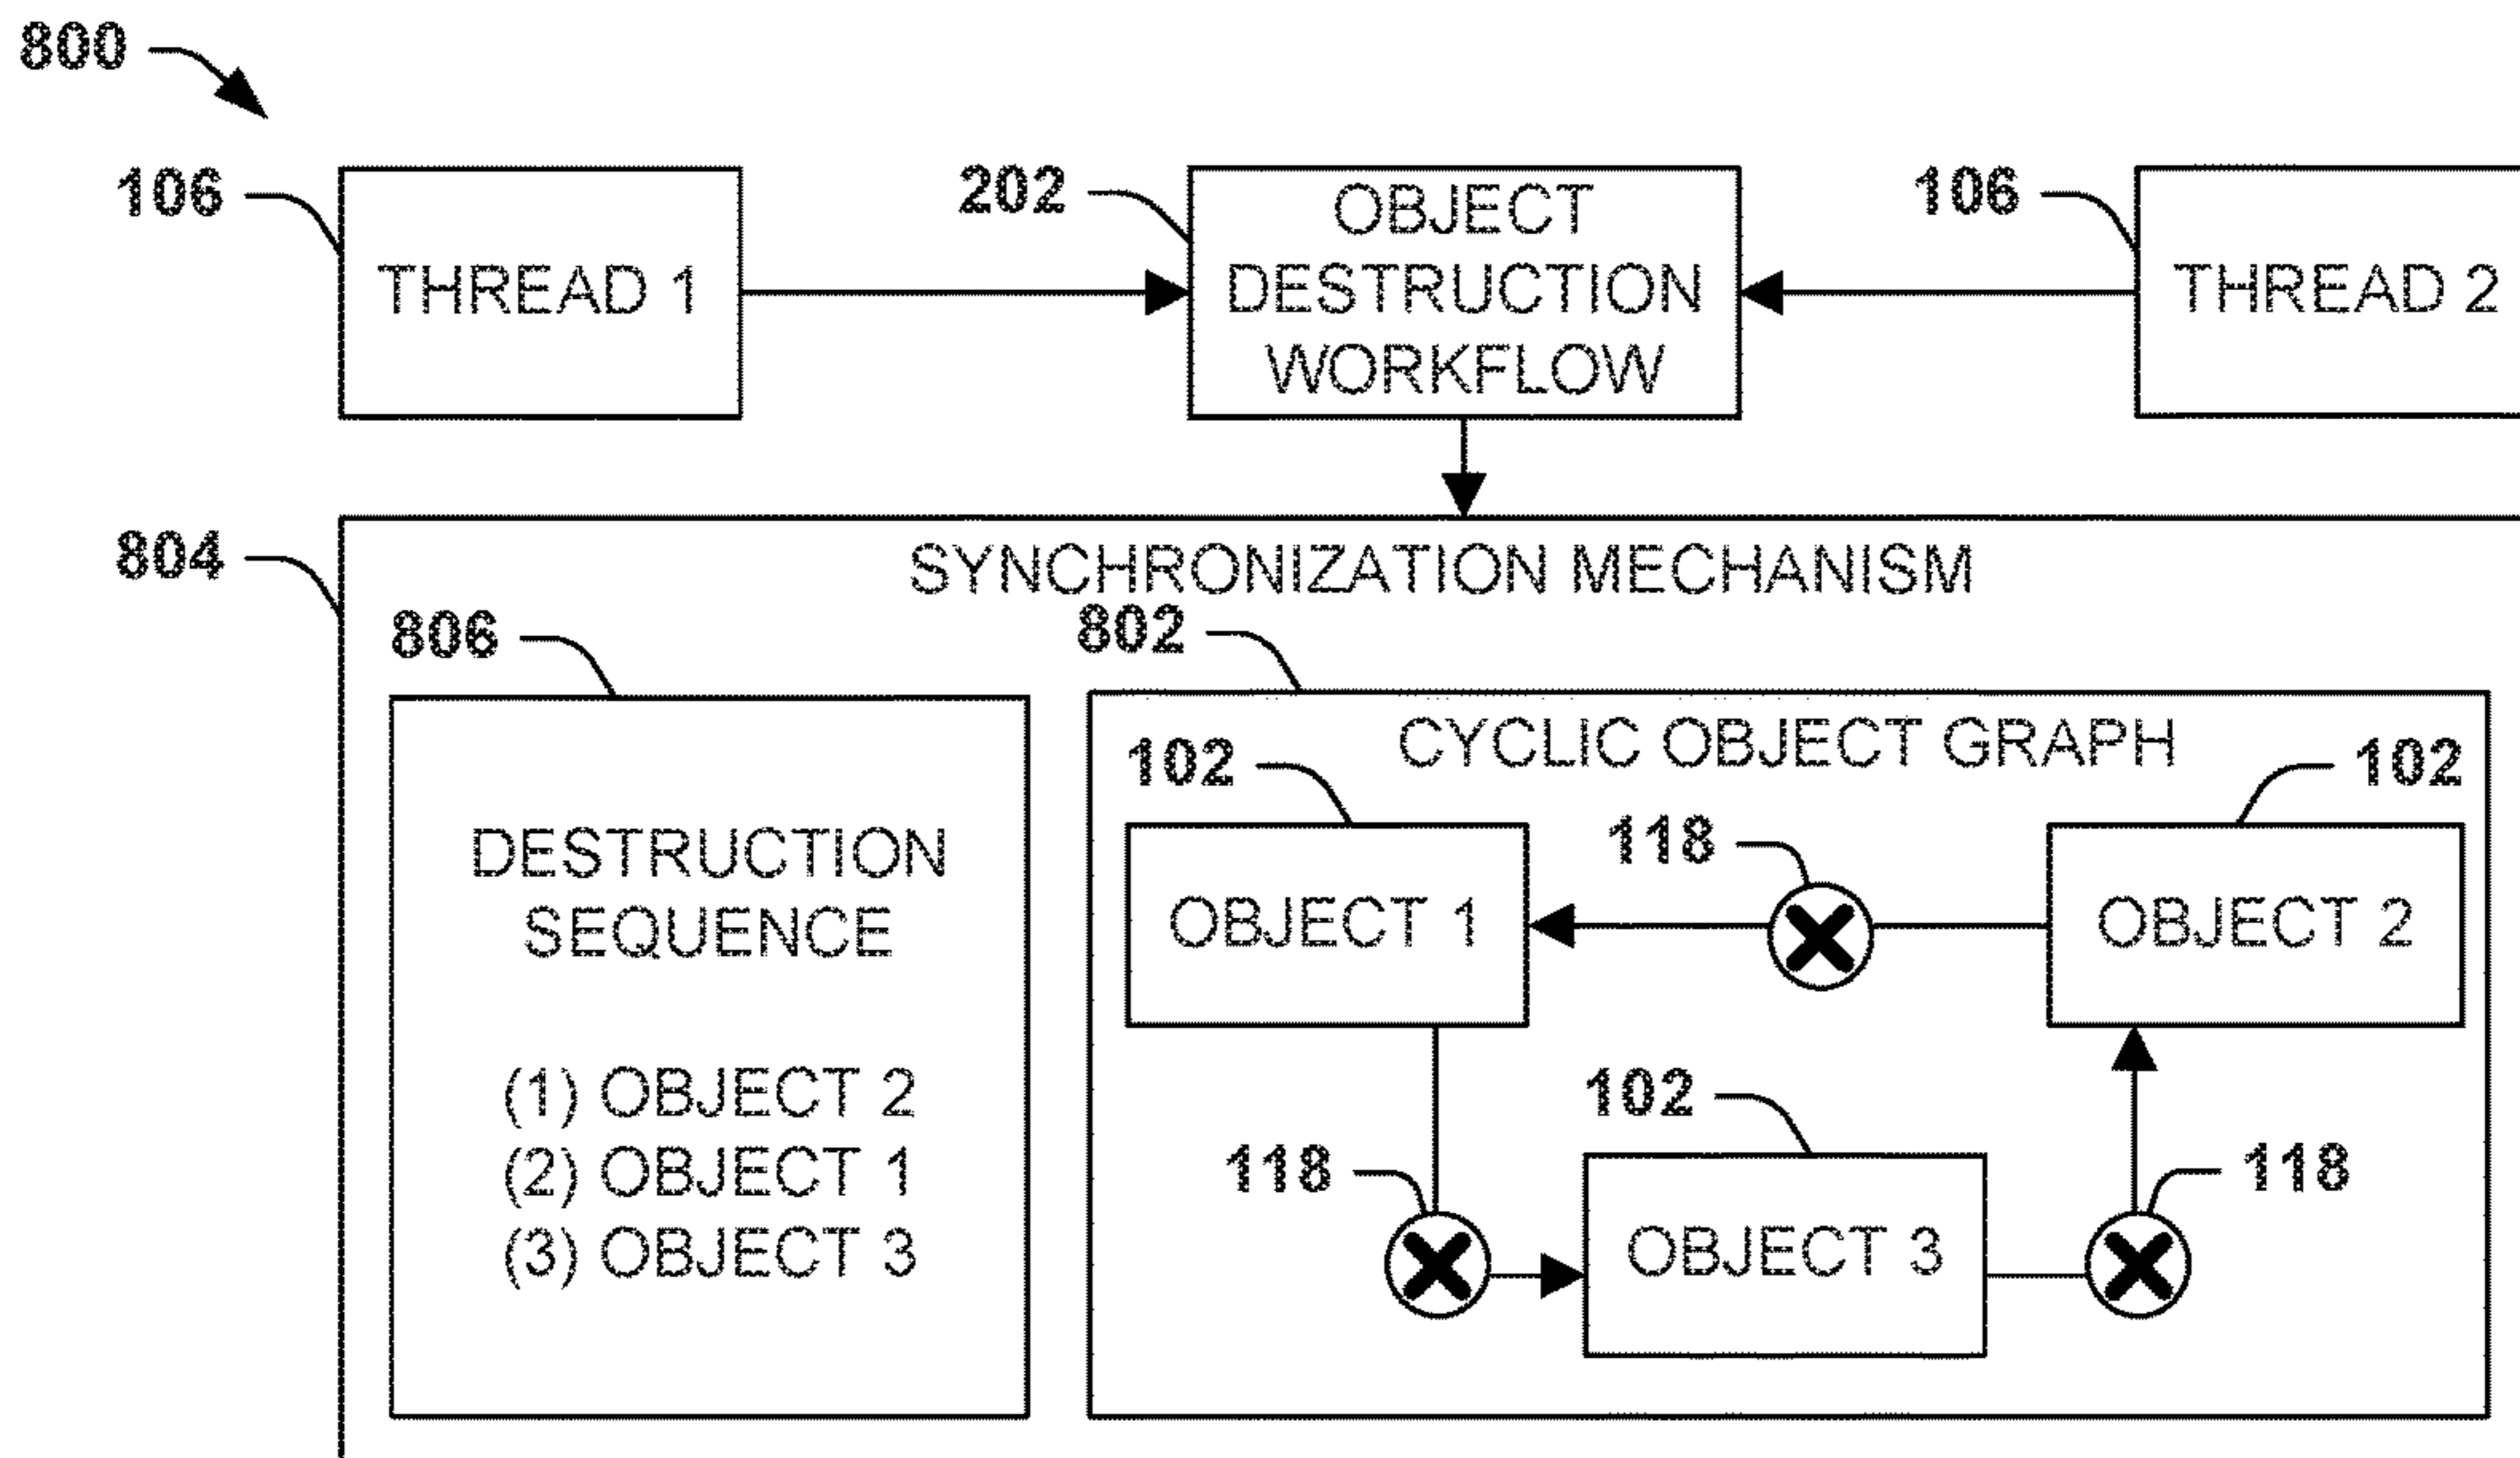 800
106
202
106
THREAD 1
OBJECT
DESTRUCTION
WORKFLOW
THREAD 2
804
SYNCHRONIZATION MECHANISM
806
802
DESTRUCTION
SEQUENCE
(1) OBJECT 2
(2) OBJECT 1
(3) OBJECT 3
CYCLIC OBJECT GRAPH
102
102
118
OBJECT 1
OBJECT 2
102
118
118
OBJECT 3